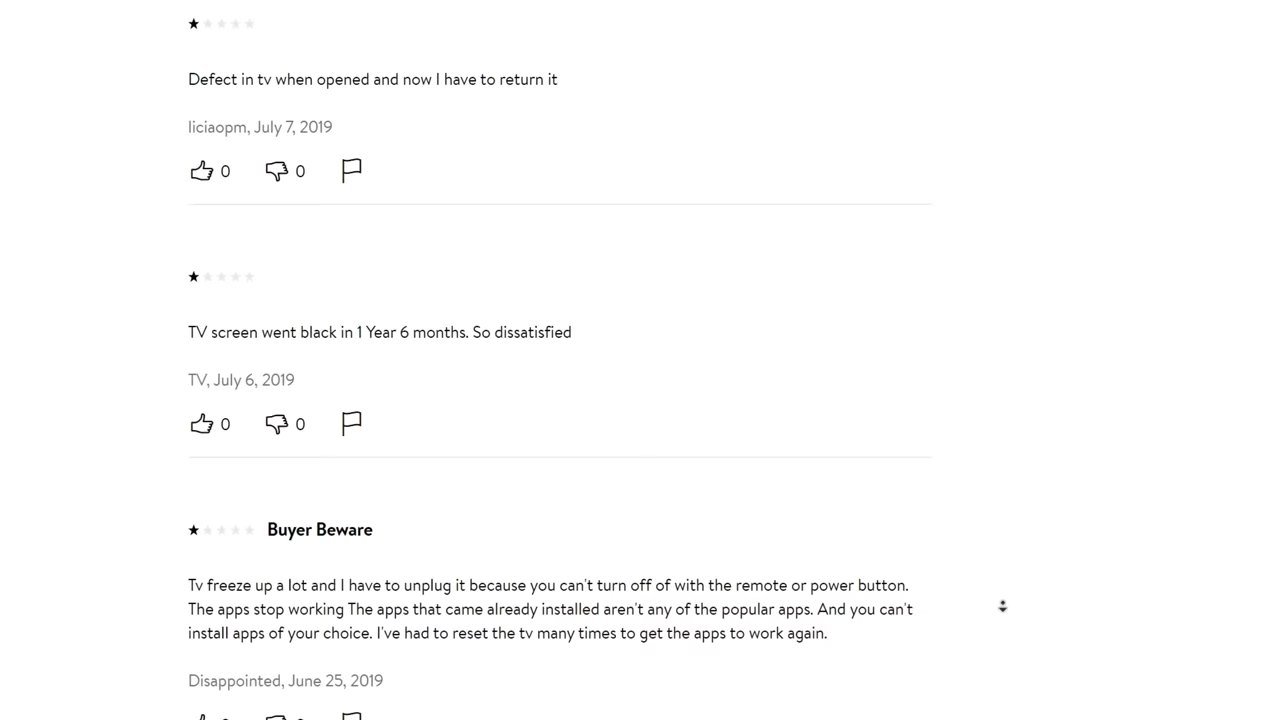 Defect in tv when opened and now I have to return it
liciaopm, July 7, 2019
0 0
TV screen went black in 1 Year 6 months. So dissatisfied
TV, July 6, 2019
0 0
Buyer Beware
Tv freeze up a lot and I have to unplug it because you can't turn off of with the remote or power button.
The apps stop working The apps that came already installed aren't any of the popular apps. And you can't
install apps of your choice. I've had to reset the tv many times to get the apps to work again.
Disappointed, June 25, 2019